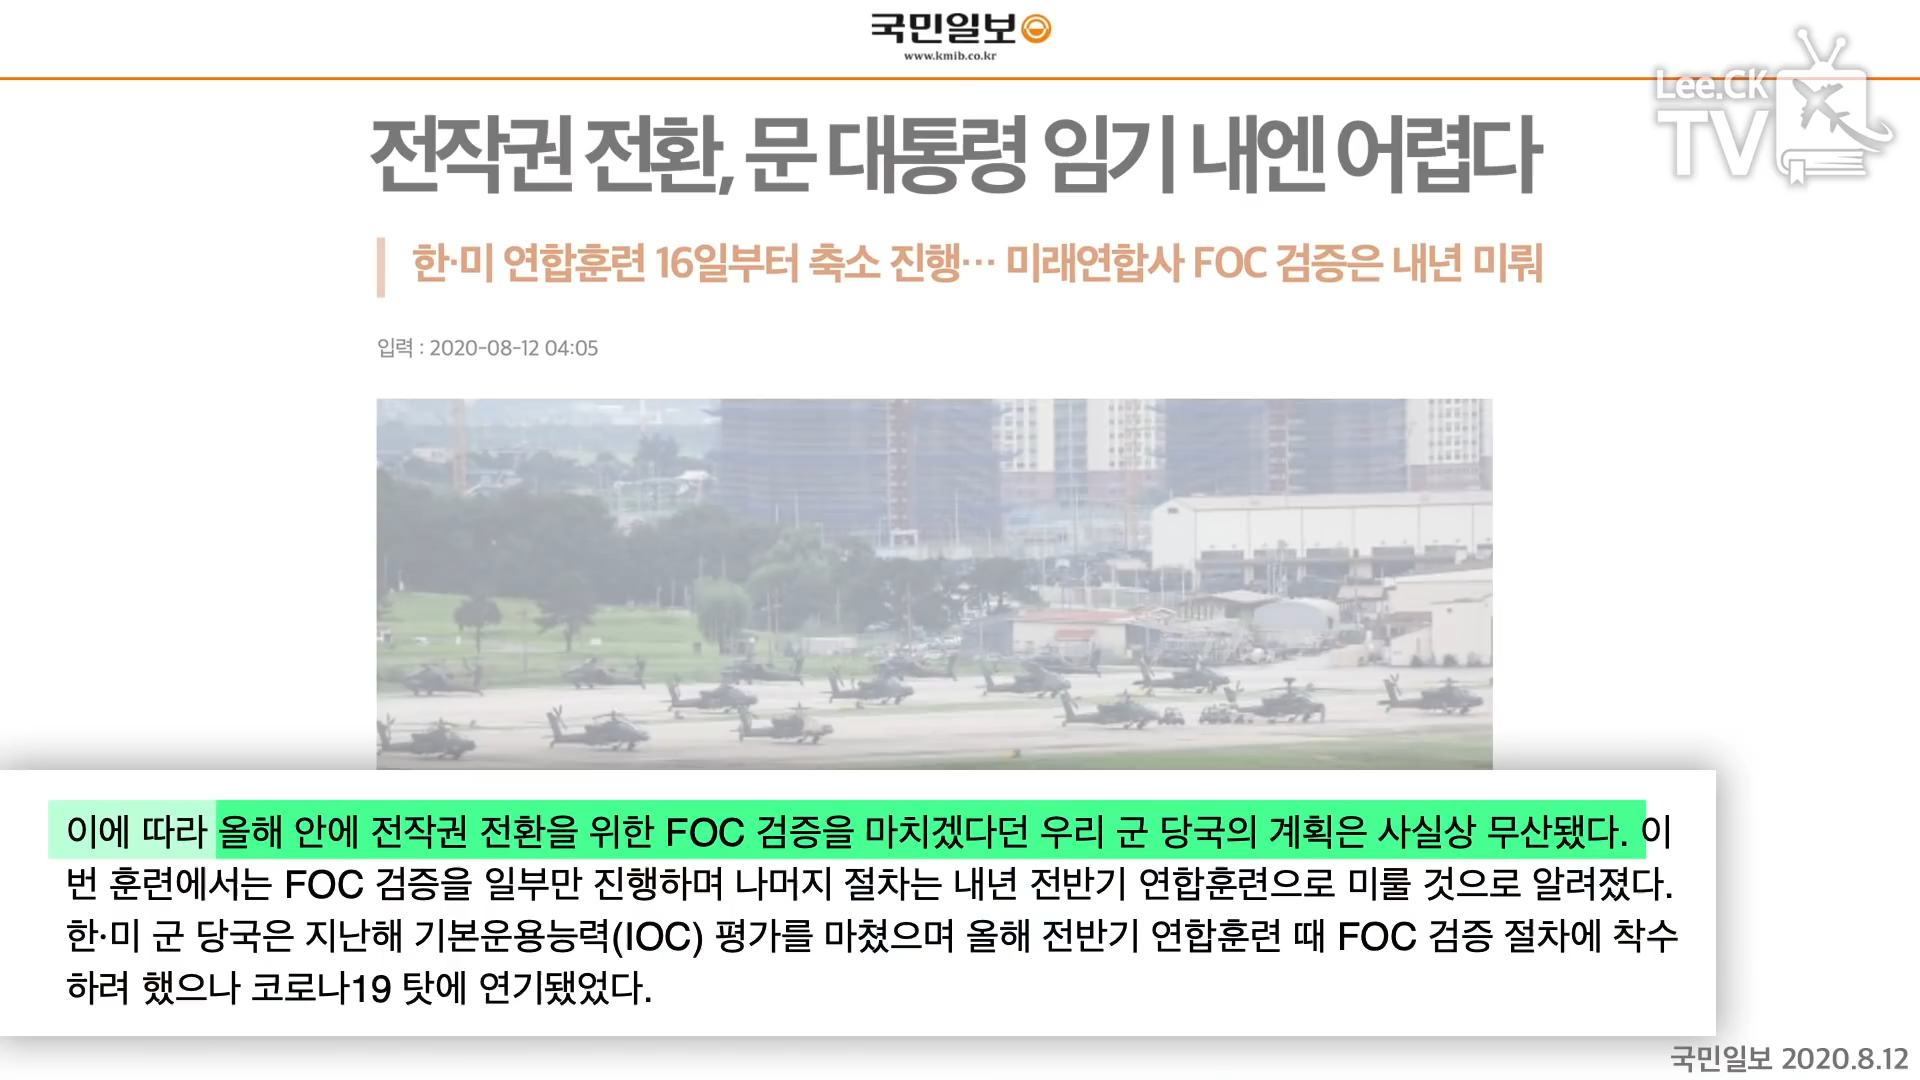 국민일보
www.kmib.co.kr
Lee.CK
TV
전작권 전환, 문 대통령 임기 내엔 어렵다
한·미 연합훈련 16일부터 축소 진행… 미래연합사 FOC 검증은 내년 미뤄
입력 : 2020-08-12 04:05
이에 따라 올해 안에 전작권 전환을 위한 FOC 검증을 마치겠다던 우리 군 당국의 계획은 사실상 무산됐다. 이
번 훈련에서는 FOC 검증을 일부만 진행하며 나머지 절차는 내년 전반기 연합훈련으로 미룰 것으로 알려졌다.
한·미 군 당국은 지난해 기본운용능력(IOC) 평가를 마쳤으며 올해 전반기 연합훈련 때 FOC 검증 절차에 착수
하려 했으나 코로나19 탓에 연기됐었다.
국민일보 2020.8.12